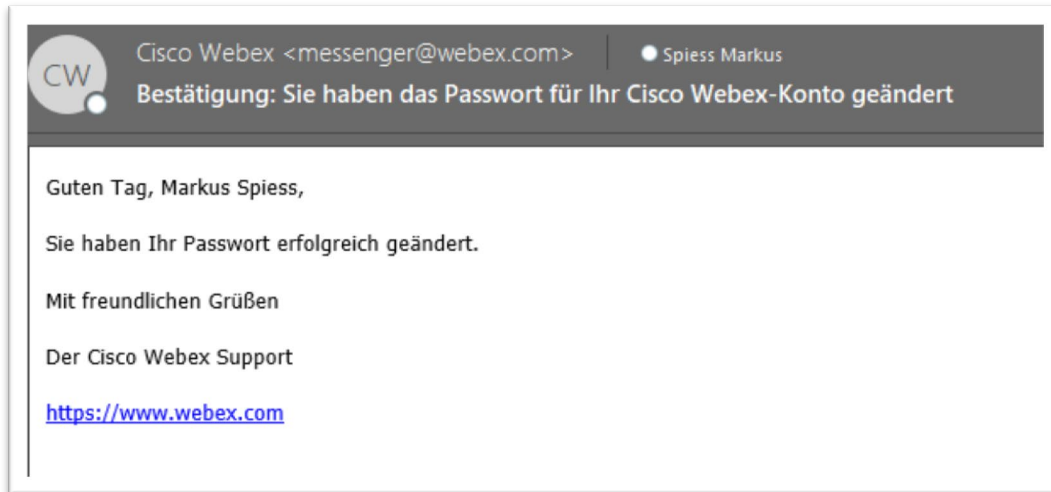 CW
Cisco Webex <messenger@webex.com>
Spiess Markus
Bestätigung: Sie haben das Passwort für Ihr Cisco Webex-Konto geändert
Guten Tag, Markus Spiess,
Sie haben Ihr Passwort erfolgreich geändert.
Mit freundlichen Grüßen
Der Cisco Webex Support
https://www.webex.com